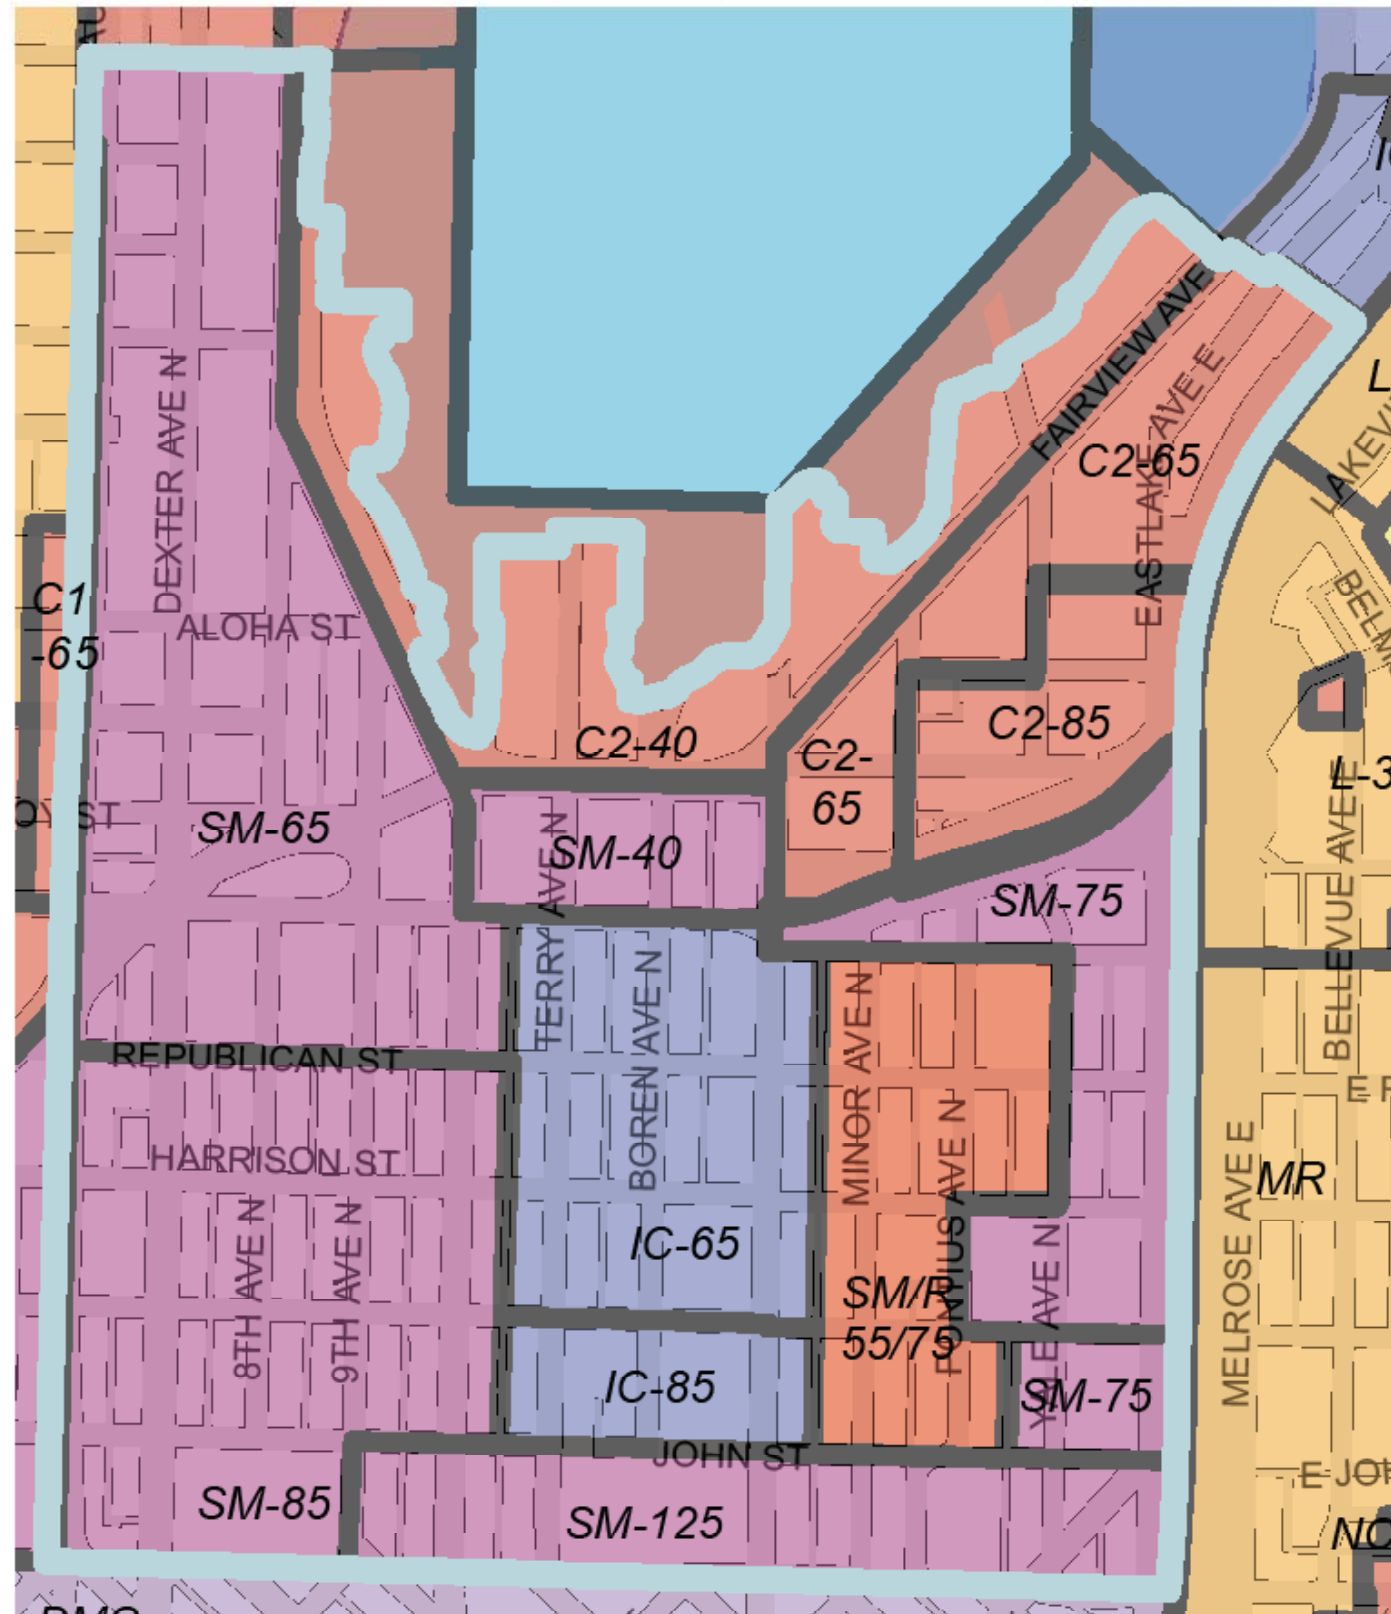 DEXTER AVE N
FAIRVIEW AVE
C2-65
EASTLAKE AVE E
C1
-65
ALOHA ST
C2-85
C2-40
C2-
65
SM-65
SM-40
SM-75
TERRY AVE N
BOREN AVE N
MINOR AVE N
BELLEVUE AVE E
L-3
REPUBLICAN ST
HARRISON ST
MR
8TH AVE N
9TH AVE N
IC-65
SM/R
55/75
PONTIUS AVE N
YALE AVE N
MELROSE AVE E
IC-85
SM-75
JOHN ST
SM-85
SM-125